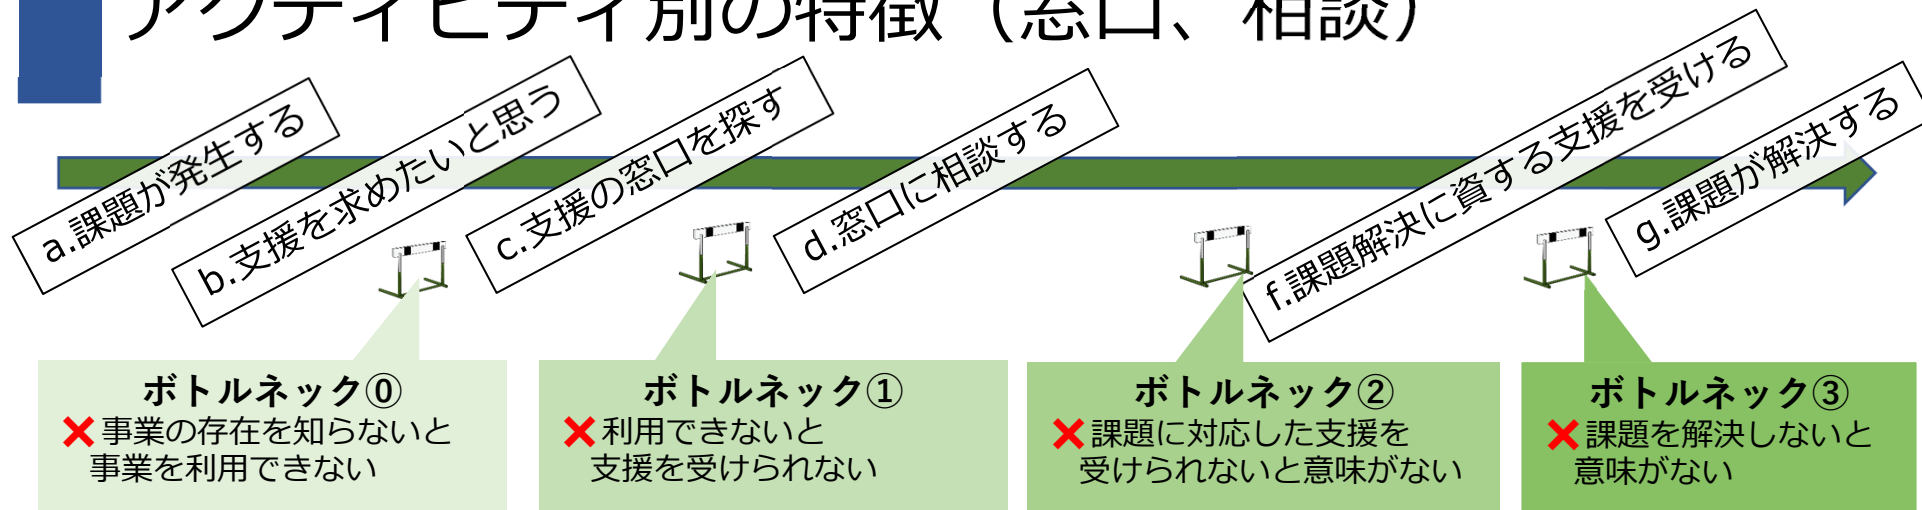 アクティビティ別の特徴（窓口、相談）
a.課題が発生する
b.支援を求めたいと思う
c.支援の窓口を探す
d.窓口に相談する
f.課題解決に資する支援を受ける
g.課題が解決する
ボトルネック⓪
❌事業の存在を知らないと
事業を利用できない
ボトルネック①
❌利用できないと
支援を受けられない
ボトルネック②
❌課題に対応した支援を
受けられないと意味がない
ボトルネック③
❌課題を解決しないと
意味がない